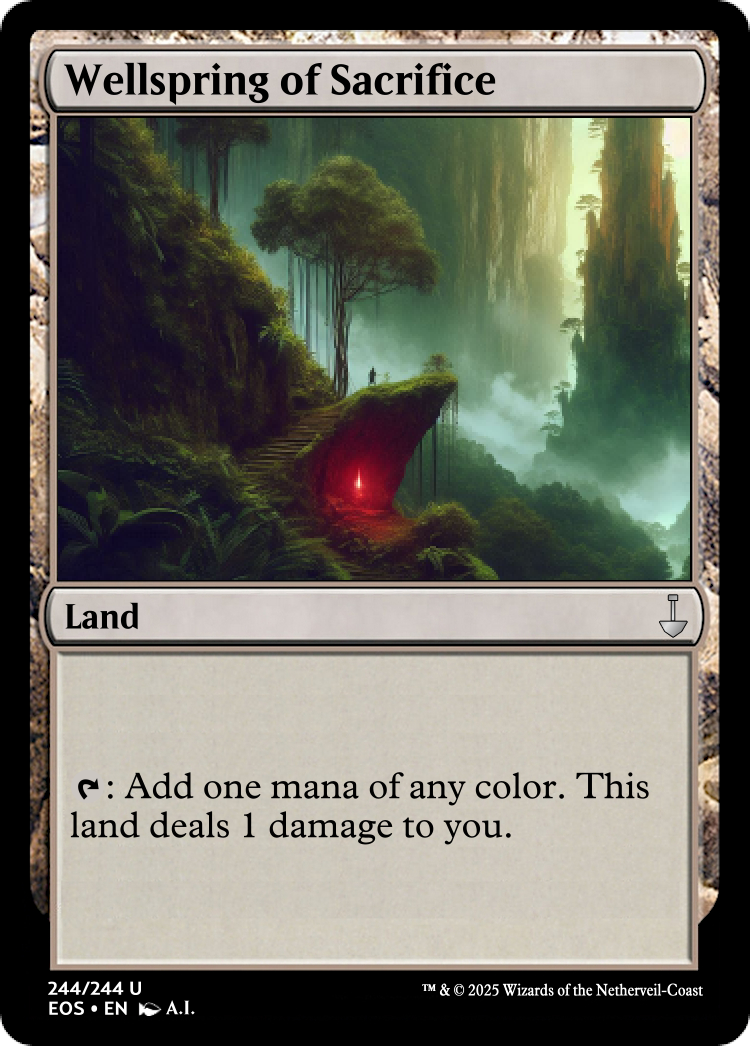 Wellspring of Sacrifice
Land
: Add one mana of any color. This
land deals 1 damage to you.
244/244 U
™ & © 2025 Wizards of the Netherveil-Coast
EOS • EN A.I.